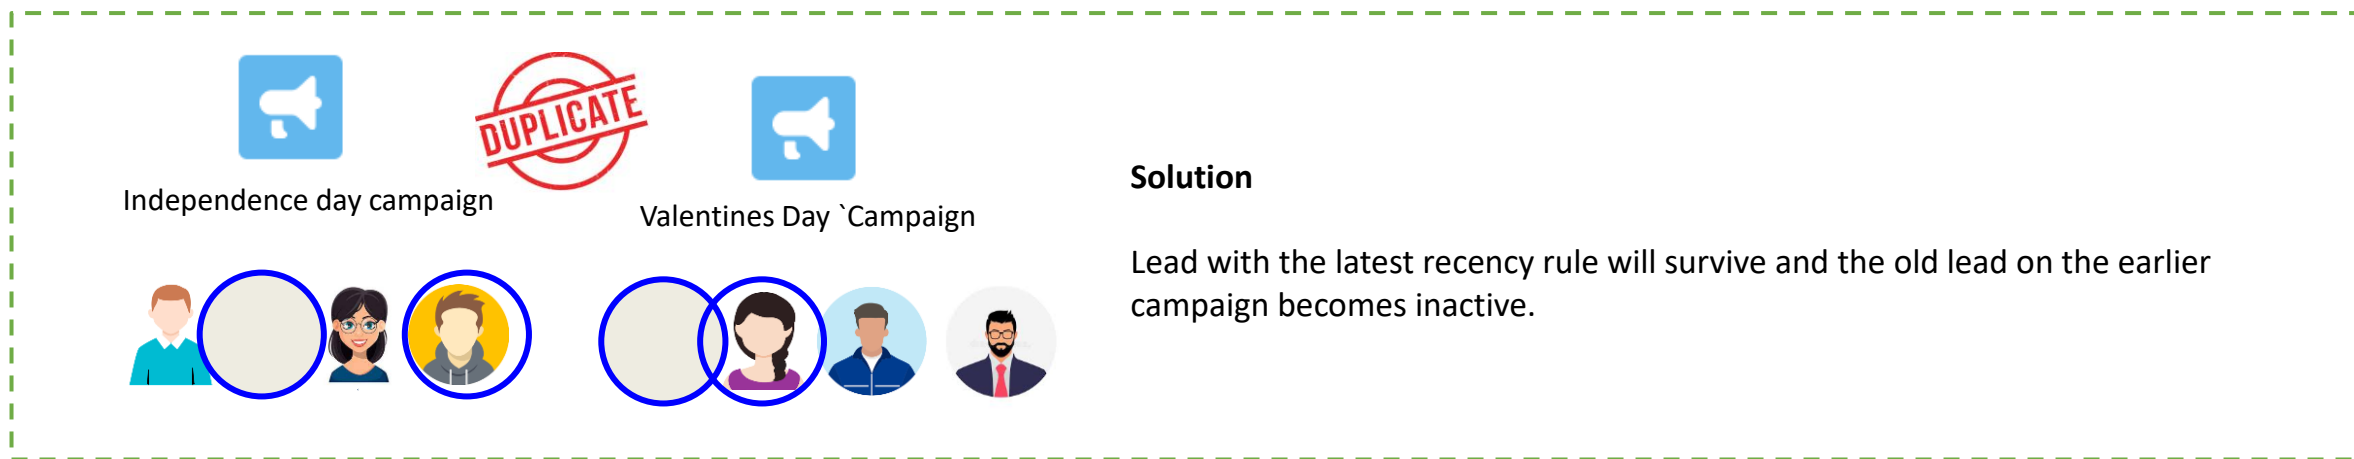 DUPLICATE
Independence day campaign
Valentines Day `Campaign
Solution
Lead with the latest recency rule will survive and the old lead on the earlier
campaign becomes inactive.